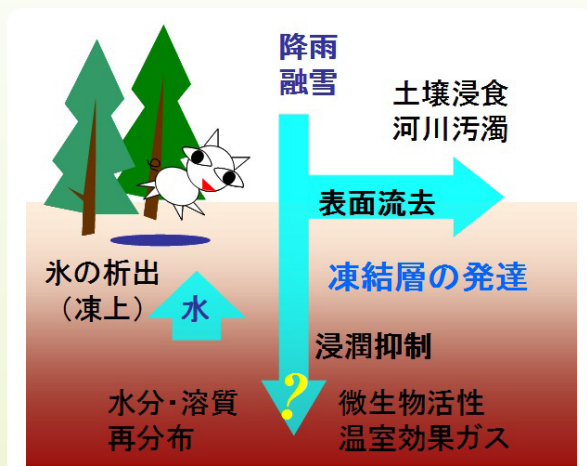 降雨
融雪
土壌浸食
河川汚濁
表面流去
氷の析出
（凍上）
水
凍結層の発達
浸潤抑制
?
水分・溶質
再分布
微生物活性
温室効果ガス